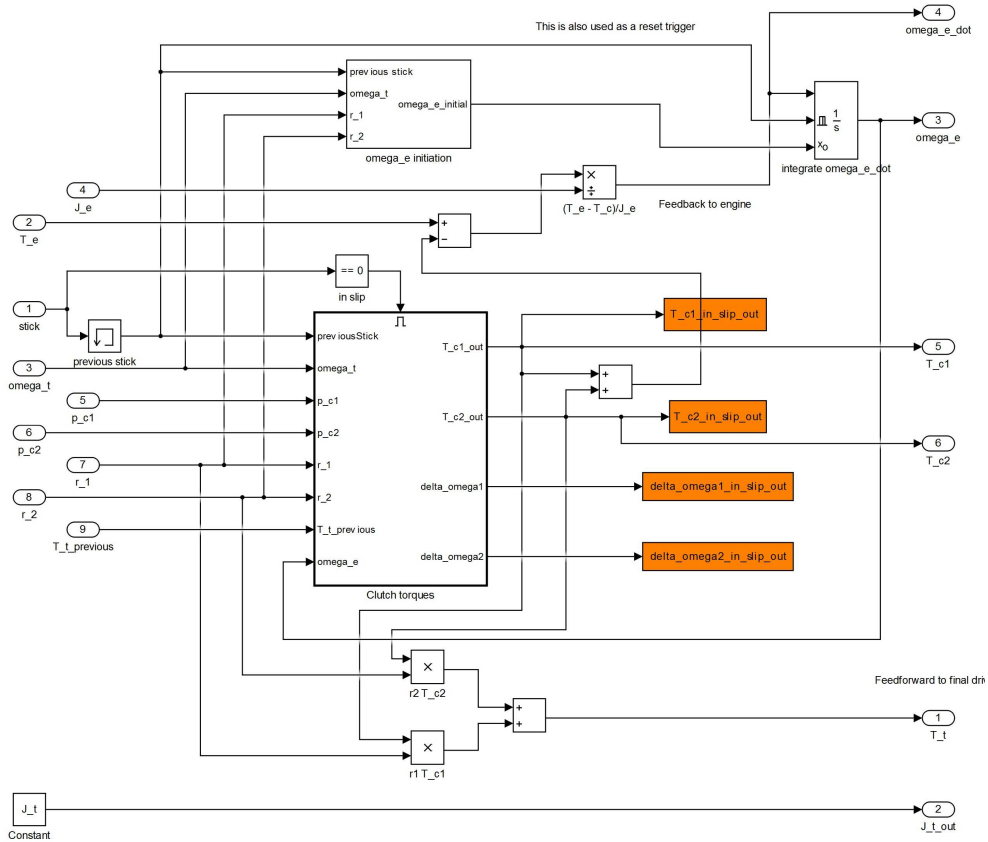 4
omega_e_dot
This is also used as a reset trigger
previous stick
omega_t
r_1
r_2
omega_e_initial
omega_e initiation
1
s
x
o
integrate omega_e_dot
3
omega_e
4
J_e
×
÷
(T_e - T_c)/J_e
Feedback to engine
2
T_e
+
−
== 0
in slip
1
stick
previous stick
3
omega_t
5
p_c1
6
p_c2
7
r_1
8
r_2
9
T_t_previous
previousStick
omega_t
p_c1
p_c2
r_1
r_2
T_t_previous
omega_e
T_c1_out
T_c2_out
delta_omega1
delta_omega2
Clutch torques
T_c1_in_slip_out
5
T_c1
+
+
T_c2_in_slip_out
6
T_c2
delta_omega1_in_slip_out
delta_omega2_in_slip_out
×
r2 T_c2
Feedforward to final driv
+
+
1
T_t
×
r1 T_c1
J_t
Constant
2
J_t_out